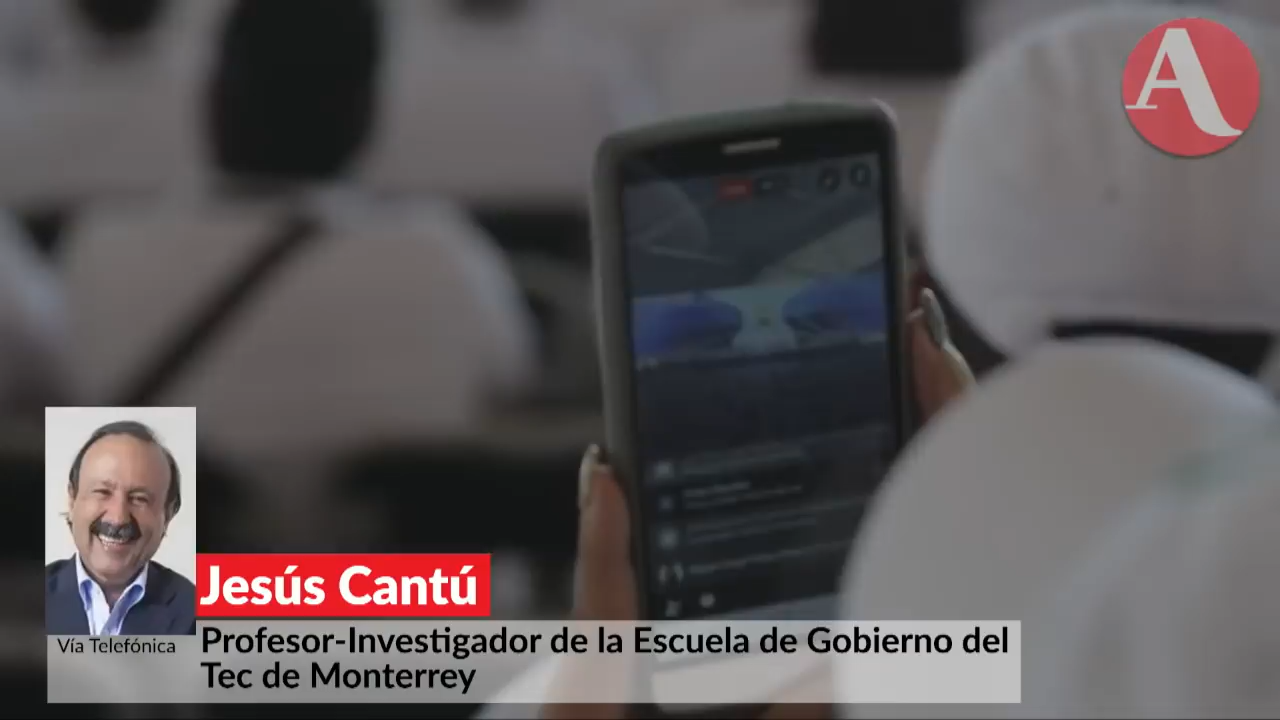 A
Jesús Cantú
Vía Telefónica
Profesor-Investigador de la Escuela de Gobierno del
Tec de Monterrey